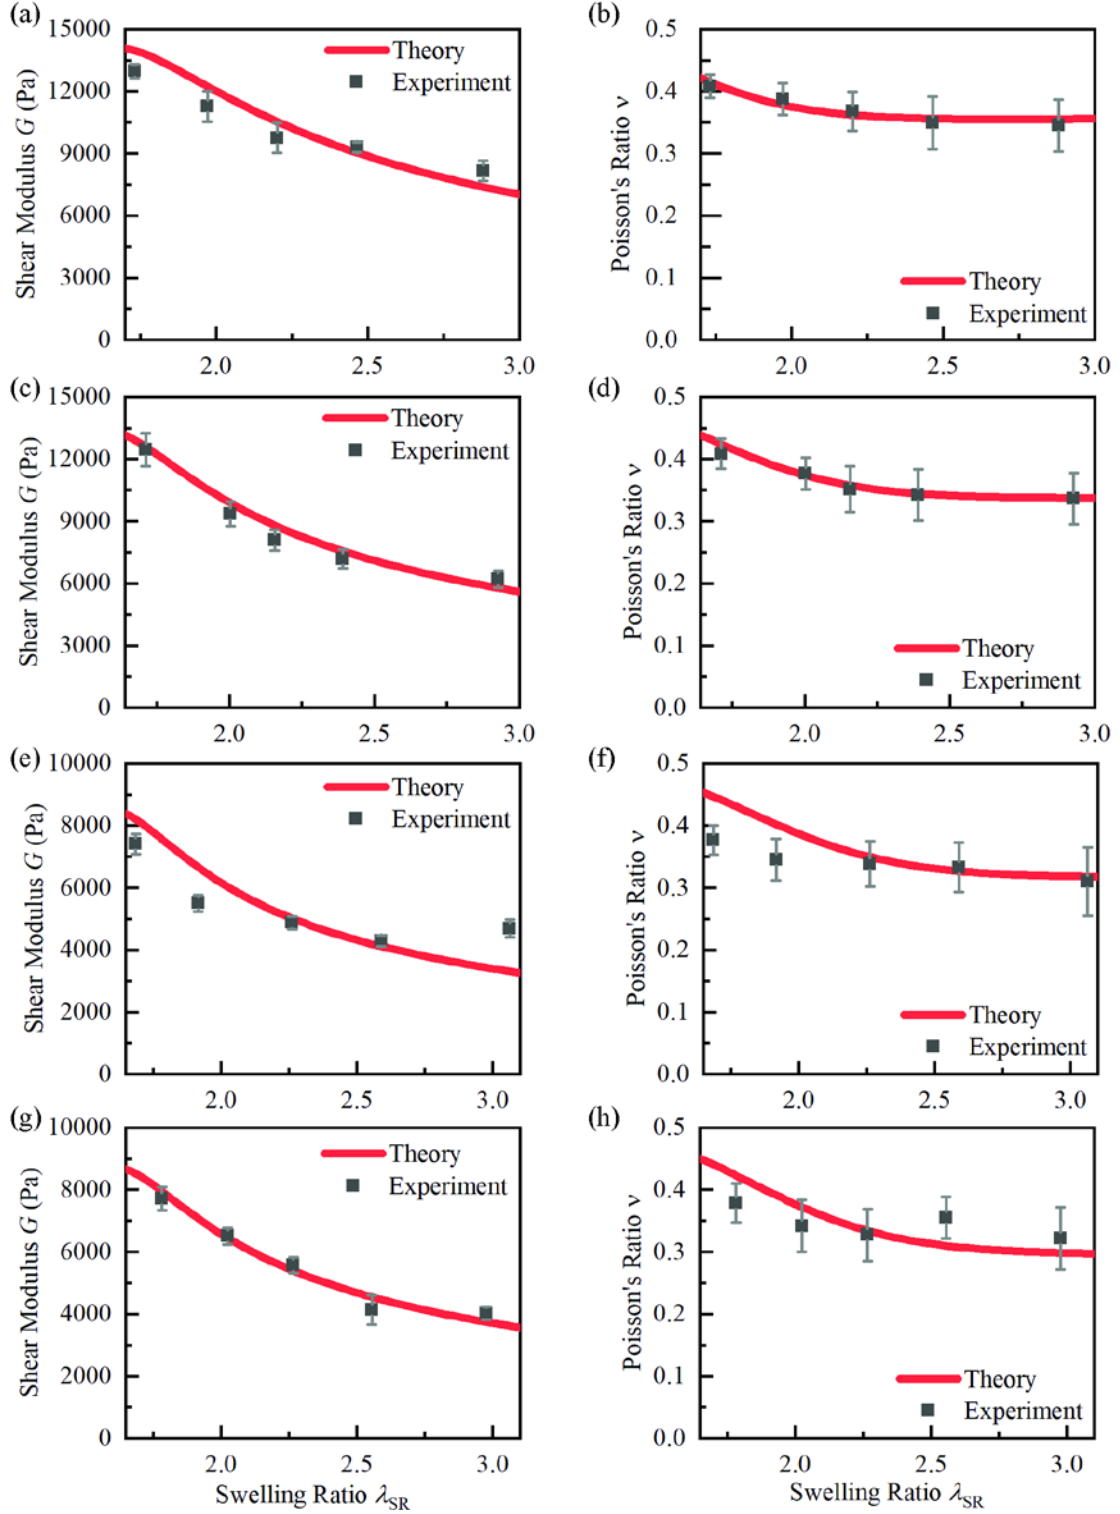 (a)
15000
12000
9000
6000
3000
0
Shear Modulus G (Pa)
Theory
Experiment
2.0 2.5 3.0
(b)
0.5
0.4
0.3
0.2
0.1
0.0
Poisson's Ratio ν
Theory
Experiment
2.0 2.5 3.0
(c)
15000
12000
9000
6000
3000
0
Shear Modulus G (Pa)
Theory
Experiment
2.0 2.5 3.0
(d)
0.5
0.4
0.3
0.2
0.1
0.0
Poisson's Ratio ν
Theory
Experiment
2.0 2.5 3.0
(e)
10000
8000
6000
4000
2000
0
Shear Modulus G (Pa)
Theory
Experiment
2.0 2.5 3.0
(f)
0.5
0.4
0.3
0.2
0.1
0.0
Poisson's Ratio ν
Theory
Experiment
2.0 2.5 3.0
(g)
10000
8000
6000
4000
2000
0
Shear Modulus G (Pa)
Theory
Experiment
2.0 2.5 3.0
Swelling Ratio λSR
(h)
0.5
0.4
0.3
0.2
0.1
0.0
Poisson's Ratio ν
Theory
Experiment
2.0 2.5 3.0
Swelling Ratio λSR